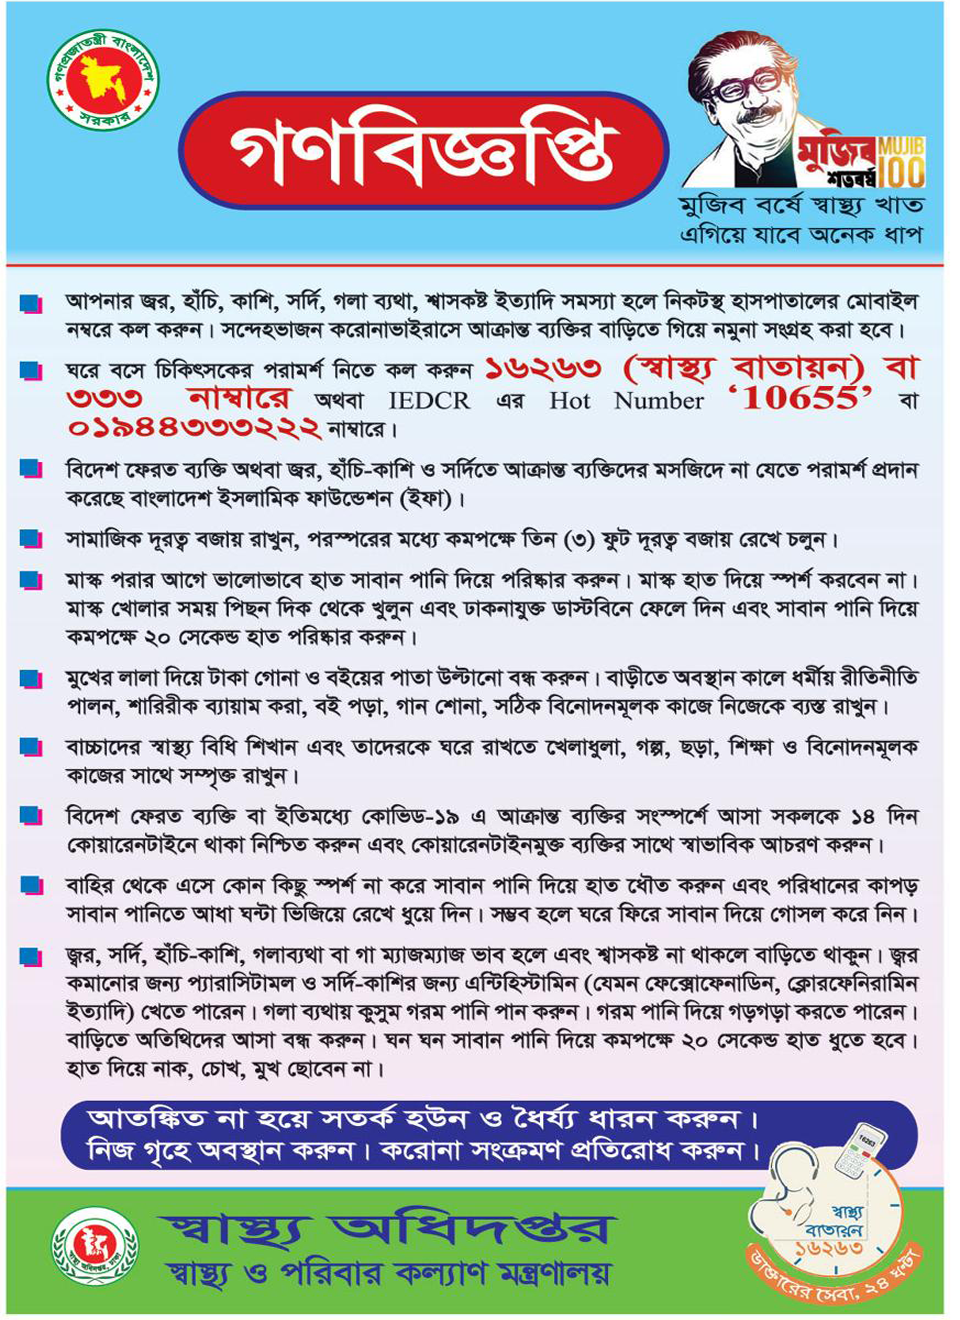 গণপ্রজাতন্ত্রী বাংলাদেশ
সরকার
গণবিজ্ঞপ্তি
মুজিব MUJIB
শতবর্ষ 100
মুজিব বর্ষে স্বাস্থ্য খাত
এগিয়ে যাবে অনেক ধাপ
আপনার জ্বর, হাঁচি, কাশি, সর্দি, গলা ব্যথা, শ্বাসকষ্ট ইত্যাদি সমস্যা হলে নিকটস্থ হাসপাতালের মোবাইল
নম্বরে কল করুন। সন্দেহভাজন করোনাভাইরাসে আক্রান্ত ব্যক্তির বাড়িতে গিয়ে নমুনা সংগ্রহ করা হবে।
ঘরে বসে চিকিৎসকের পরামর্শ নিতে কল করুন ১৬২৬৩ (স্বাস্থ্য বাতায়ন) বা
৩৩৩ নাম্বারে অথবা IEDCR এর Hot Number ‘10655’ বা
০১৯৪৪৩৩৩২২২ নাম্বারে।
বিদেশ ফেরত ব্যক্তি অথবা জ্বর, হাঁচি-কাশি ও সর্দিতে আক্রান্ত ব্যক্তিদের মসজিদে না যেতে পরামর্শ প্রদান
করেছে বাংলাদেশ ইসলামিক ফাউন্ডেশন (ইফা)।
সামাজিক দূরত্ব বজায় রাখুন, পরস্পরের মধ্যে কমপক্ষে তিন (৩) ফুট দূরত্ব বজায় রেখে চলুন।
মাস্ক পরার আগে ভালোভাবে হাত সাবান পানি দিয়ে পরিষ্কার করুন। মাস্ক হাত দিয়ে স্পর্শ করবেন না।
মাস্ক খোলার সময় পিছন দিক থেকে খুলুন এবং ঢাকনাযুক্ত ডাস্টবিনে ফেলে দিন এবং সাবান পানি দিয়ে
কমপক্ষে ২০ সেকেন্ড হাত পরিষ্কার করুন।
মুখের লালা দিয়ে টাকা গোনা ও বইয়ের পাতা উল্টানো বন্ধ করুন। বাড়ীতে অবস্থান কালে ধর্মীয় রীতিনীতি
পালন, শারিরীক ব্যায়াম করা, বই পড়া, গান শোনা, সঠিক বিনোদনমূলক কাজে নিজেকে ব্যস্ত রাখুন।
বাচ্চাদের স্বাস্থ্য বিধি শিখান এবং তাদেরকে ঘরে রাখতে খেলাধুলা, গল্প, ছড়া, শিক্ষা ও বিনোদনমূলক
কাজের সাথে সম্পৃক্ত রাখুন।
বিদেশ ফেরত ব্যক্তি বা ইতিমধ্যে কোভিড-১৯ এ আক্রান্ত ব্যক্তির সংস্পর্শে আসা সকলকে ১৪ দিন
কোয়ারেনটাইনে থাকা নিশ্চিত করুন এবং কোয়ারেনটাইনমুক্ত ব্যক্তির সাথে স্বাভাবিক আচরণ করুন।
বাহির থেকে এসে কোন কিছু স্পর্শ না করে সাবান পানি দিয়ে হাত ধৌত করুন এবং পরিধানের কাপড়
সাবান পানিতে আধা ঘন্টা ভিজিয়ে রেখে ধুয়ে দিন। সম্ভব হলে ঘরে ফিরে সাবান দিয়ে গোসল করে নিন।
জ্বর, সর্দি, হাঁচি-কাশি, গলাব্যথা বা গা ম্যাজম্যাজ ভাব হলে এবং শ্বাসকষ্ট না থাকলে বাড়িতে থাকুন। জ্বর
কমানোর জন্য প্যারাসিটামল ও সর্দি-কাশির জন্য এন্টিহিস্টামিন (যেমন ফেক্সোফেনাডিন, ক্লোরফেনিরামিন
ইত্যাদি) খেতে পারেন। গলা ব্যথায় কুসুম গরম পানি পান করুন। গরম পানি দিয়ে গড়গড়া করতে পারেন।
বাড়িতে অতিথিদের আসা বন্ধ করুন। ঘন ঘন সাবান পানি দিয়ে কমপক্ষে ২০ সেকেন্ড হাত ধুতে হবে।
হাত দিয়ে নাক, চোখ, মুখ ছোবেন না।
আতঙ্কিত না হয়ে সতর্ক হউন ও ধৈর্য্য ধারন করুন।
নিজ গৃহে অবস্থান করুন। করোনা সংক্রমণ প্রতিরোধ করুন।
16263
স্বাস্থ্য
বাতায়ন
১৬২৬৩
ডাক্তারের সেবা, ২৪ ঘন্টা
স্বাস্থ্য অধিদপ্তর
স্বাস্থ্য ও পরিবার কল্যাণ মন্ত্রণালয়